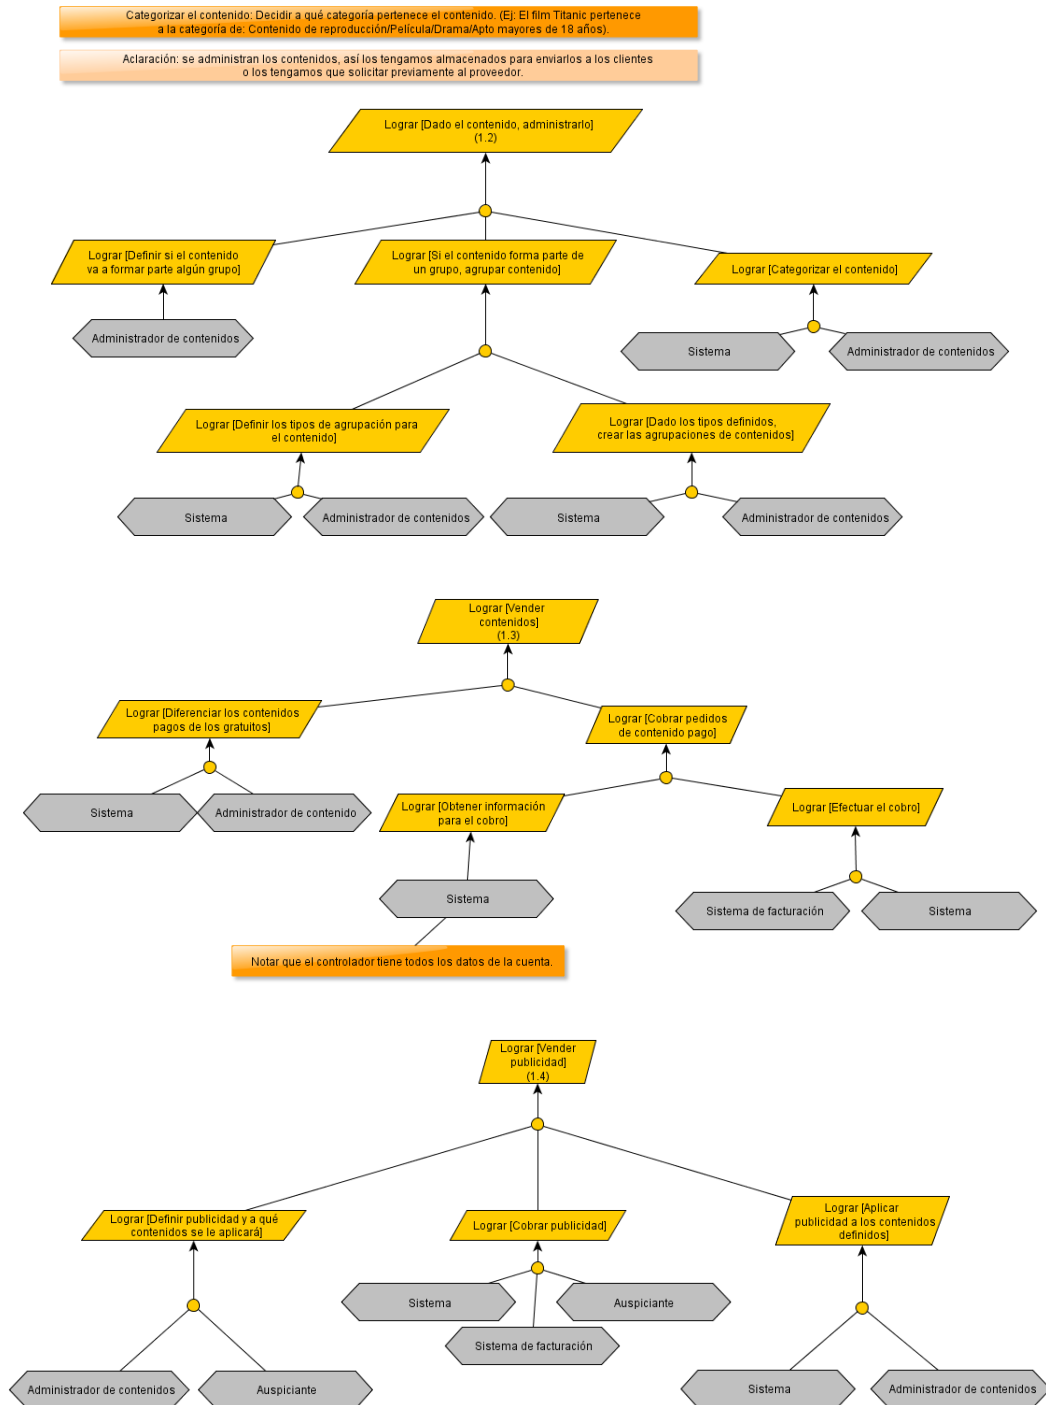 Categorizar el contenido: Decidir a qué categoría pertenece el contenido. (Ej: El film Titanic pertenece
a la categoría de: Contenido de reproducción/Película/Drama/Apto mayores de 18 años).
Aclaración: se administran los contenidos, así los tengamos almacenados para enviarlos a los clientes
o los tengamos que solicitar previamente al proveedor.
Lograr [Dado el contenido, administrarlo]
(1.2)
Lograr [Definir si el contenido
va a formar parte algún grupo]
Lograr [Si el contenido forma parte de
un grupo, agrupar contenido]
Lograr [Categorizar el contenido]
Administrador de contenidos
Sistema
Administrador de contenidos
Lograr [Definir los tipos de agrupación para
el contenido]
Lograr [Dado los tipos definidos,
crear las agrupaciones de contenidos]
Sistema
Administrador de contenidos
Sistema
Administrador de contenidos
Lograr [Vender
contenidos]
(1.3)
Lograr [Diferenciar los contenidos
pagos de los gratuitos]
Lograr [Cobrar pedidos
de contenido pago]
Sistema
Administrador de contenido
Lograr [Obtener información
para el cobro]
Lograr [Efectuar el cobro]
Sistema
Sistema de facturación
Sistema
Notar que el controlador tiene todos los datos de la cuenta.
Lograr [Vender
publicidad]
(1.4)
Lograr [Definir publicidad y a qué
contenidos se le aplicará]
Lograr [Cobrar publicidad]
Lograr [Aplicar
publicidad a los contenidos
definidos]
Sistema
Auspiciante
Sistema de facturación
Administrador de contenidos
Auspiciante
Sistema
Administrador de contenidos